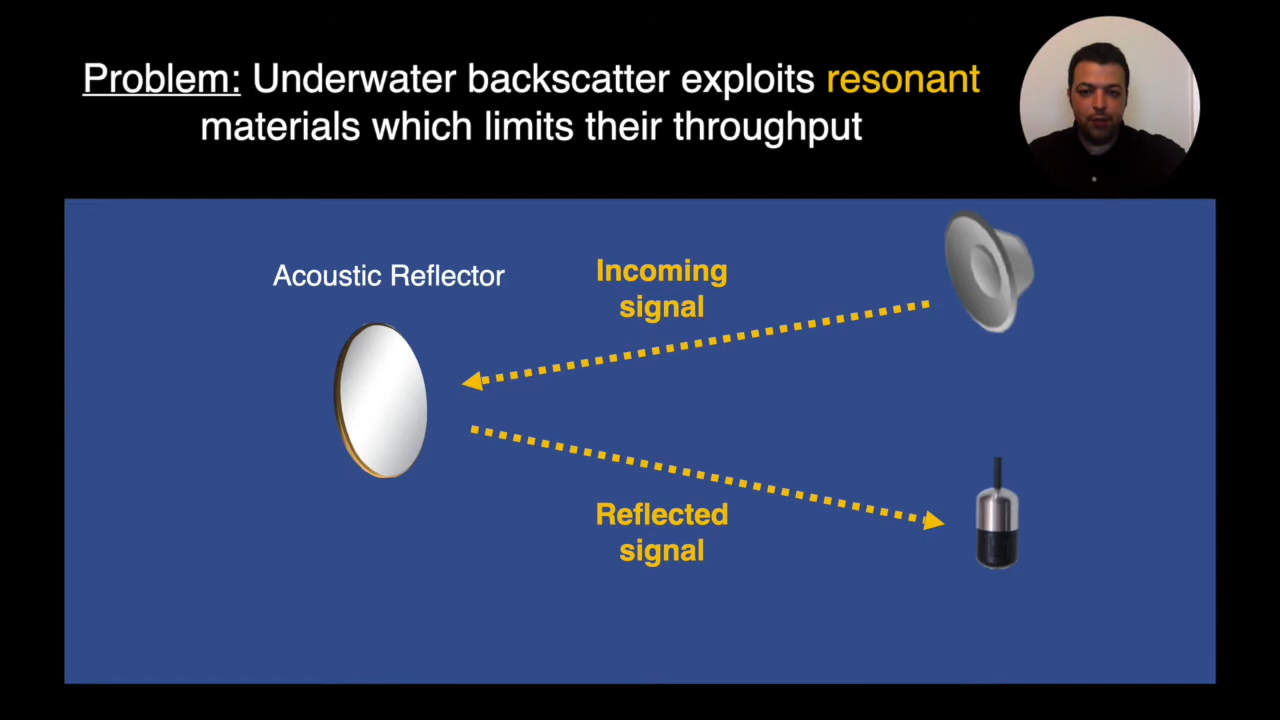 Problem: Underwater backscatter exploits resonant
materials which limits their throughput
Acoustic Reflector
Incoming
signal
Reflected
signal